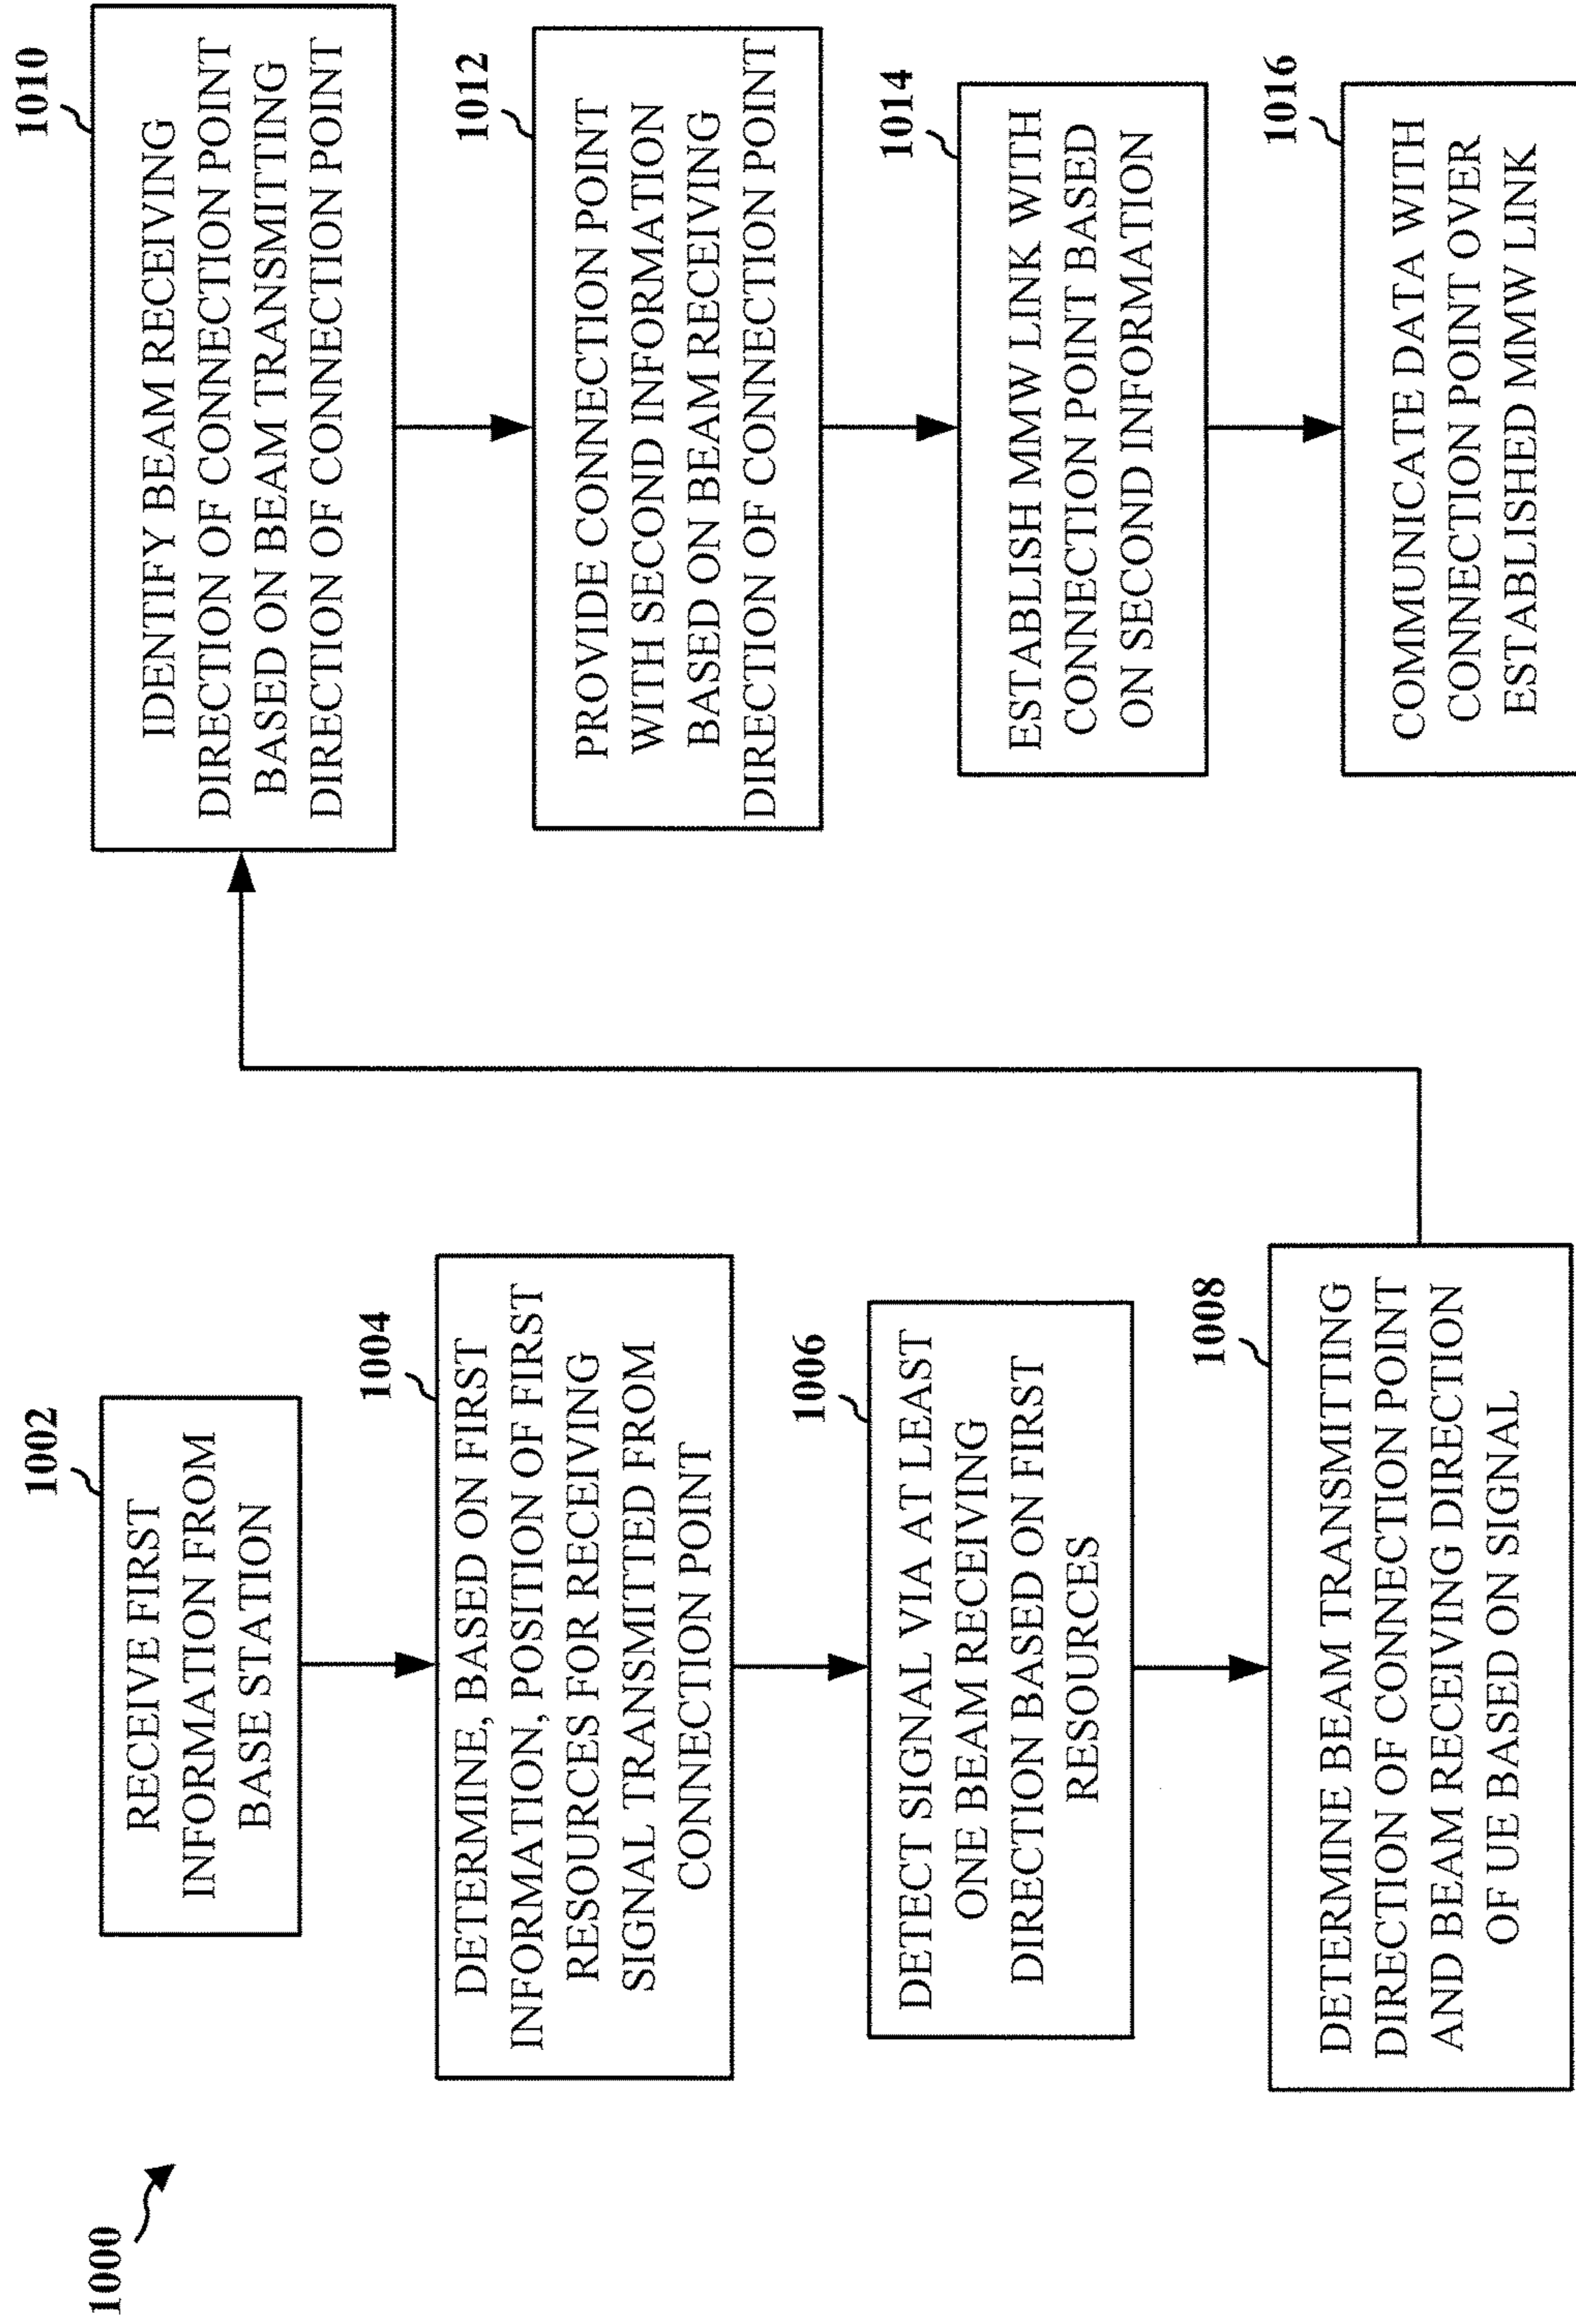 1000
1002
RECEIVE FIRST
INFORMATION FROM
BASE STATION
1004
DETERMINE, BASED ON FIRST
INFORMATION, POSITION OF FIRST
RESOURCES FOR RECEIVING
SIGNAL TRANSMITTED FROM
CONNECTION POINT
1006
DETECT SIGNAL VIA AT LEAST
ONE BEAM RECEIVING
DIRECTION BASED ON FIRST
RESOURCES
1008
DETERMINE BEAM TRANSMITTING
DIRECTION OF CONNECTION POINT
AND BEAM RECEIVING DIRECTION
OF UE BASED ON SIGNAL
1010
IDENTIFY BEAM RECEIVING
DIRECTION OF CONNECTION POINT
BASED ON BEAM TRANSMITTING
DIRECTION OF CONNECTION POINT
1012
PROVIDE CONNECTION POINT
WITH SECOND INFORMATION
BASED ON BEAM RECEIVING
DIRECTION OF CONNECTION POINT
1014
ESTABLISH MMW LINK WITH
CONNECTION POINT BASED
ON SECOND INFORMATION
1016
COMMUNICATE DATA WITH
CONNECTION POINT OVER
ESTABLISHED MMW LINK